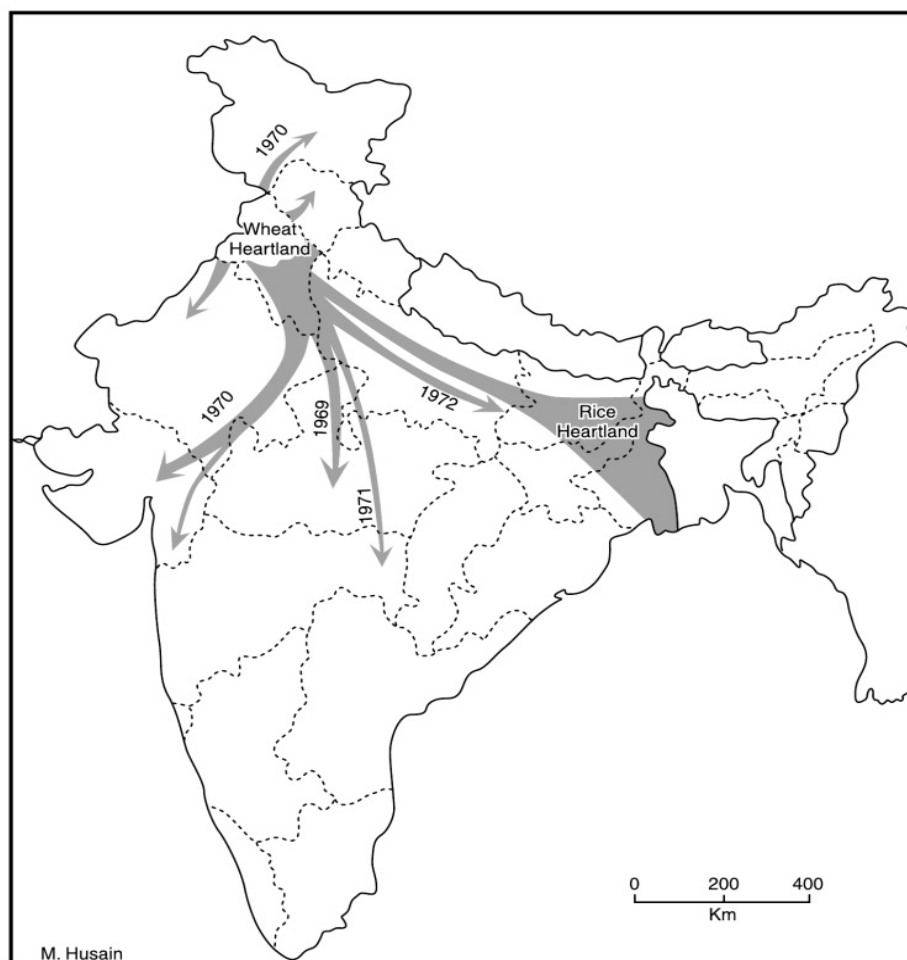 1970
Wheat
Heartland
1970
1969
1972
1971
Rice
Heartland
0 200 400
Km
M. Husain